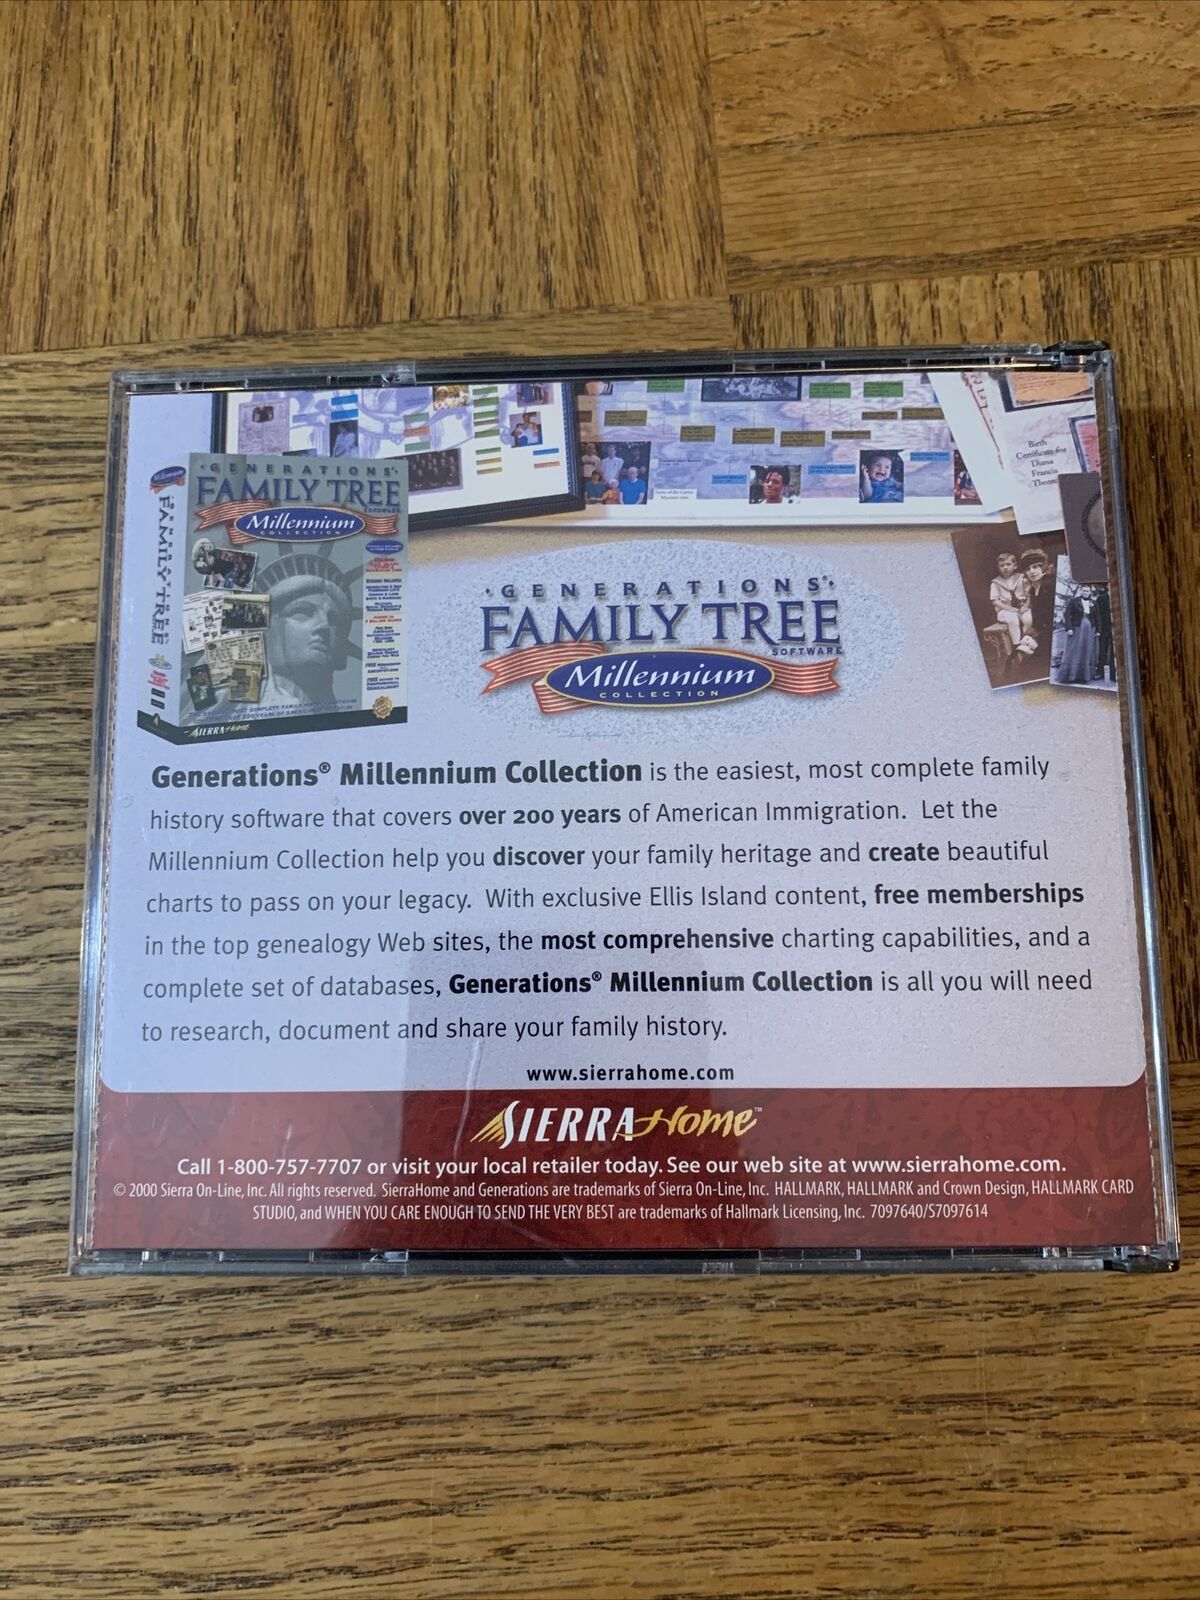 Birth
Certificate for
Diana
Francis
GENERATIONS
FAMILY TREE
SOFTWARE
Millennium
COLLECTION
FAMILY TREE
SIERRA Home
·GENERATIONS®·
FAMILY TREE
SOFTWARE
Millennium
COLLECTION
Generations® Millennium Collection is the easiest, most complete family
history software that covers over 200 years of American Immigration. Let the
Millennium Collection help you discover your family heritage and create beautiful
charts to pass on your legacy. With exclusive Ellis Island content, free memberships
in the top genealogy Web sites, the most comprehensive charting capabilities, and a
complete set of databases, Generations® Millennium Collection is all you will need
to research, document and share your family history.
www.sierrahome.com
SIERRA Home™
Call 1-800-757-7707 or visit your local retailer today. See our web site at www.sierrahome.com.
© 2000 Sierra On-Line, Inc. All rights reserved. SierraHome and Generations are trademarks of Sierra On-Line, Inc. HALLMARK, HALLMARK and Crown Design, HALLMARK CARD
STUDIO, and WHEN YOU CARE ENOUGH TO SEND THE VERY BEST are trademarks of Hallmark Licensing, Inc. 7097640/S7097614